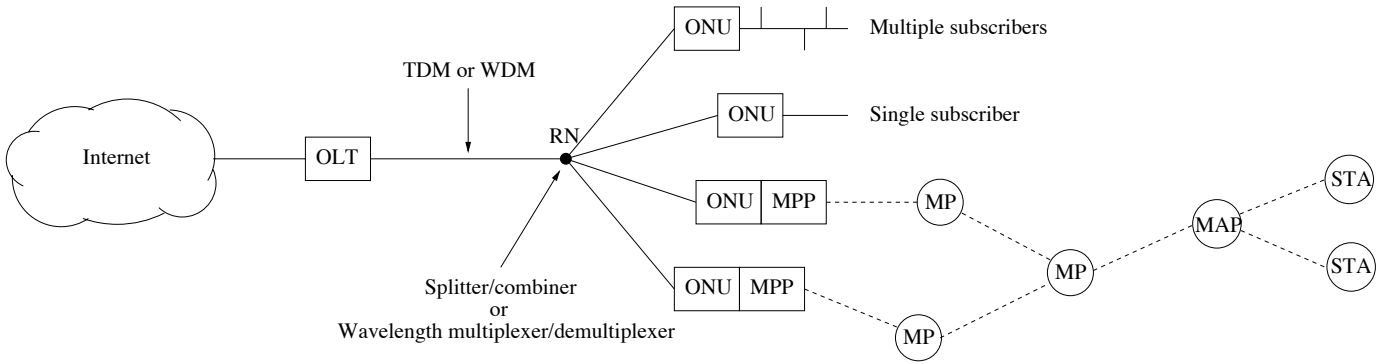 ONU
Multiple subscribers
TDM or WDM
RN
ONU
Single subscriber
Internet
OLT
ONU
MPP
MP
MAP
STA
STA
MP
ONU
MPP
MP
Splitter/combiner
or
Wavelength multiplexer/demultiplexer